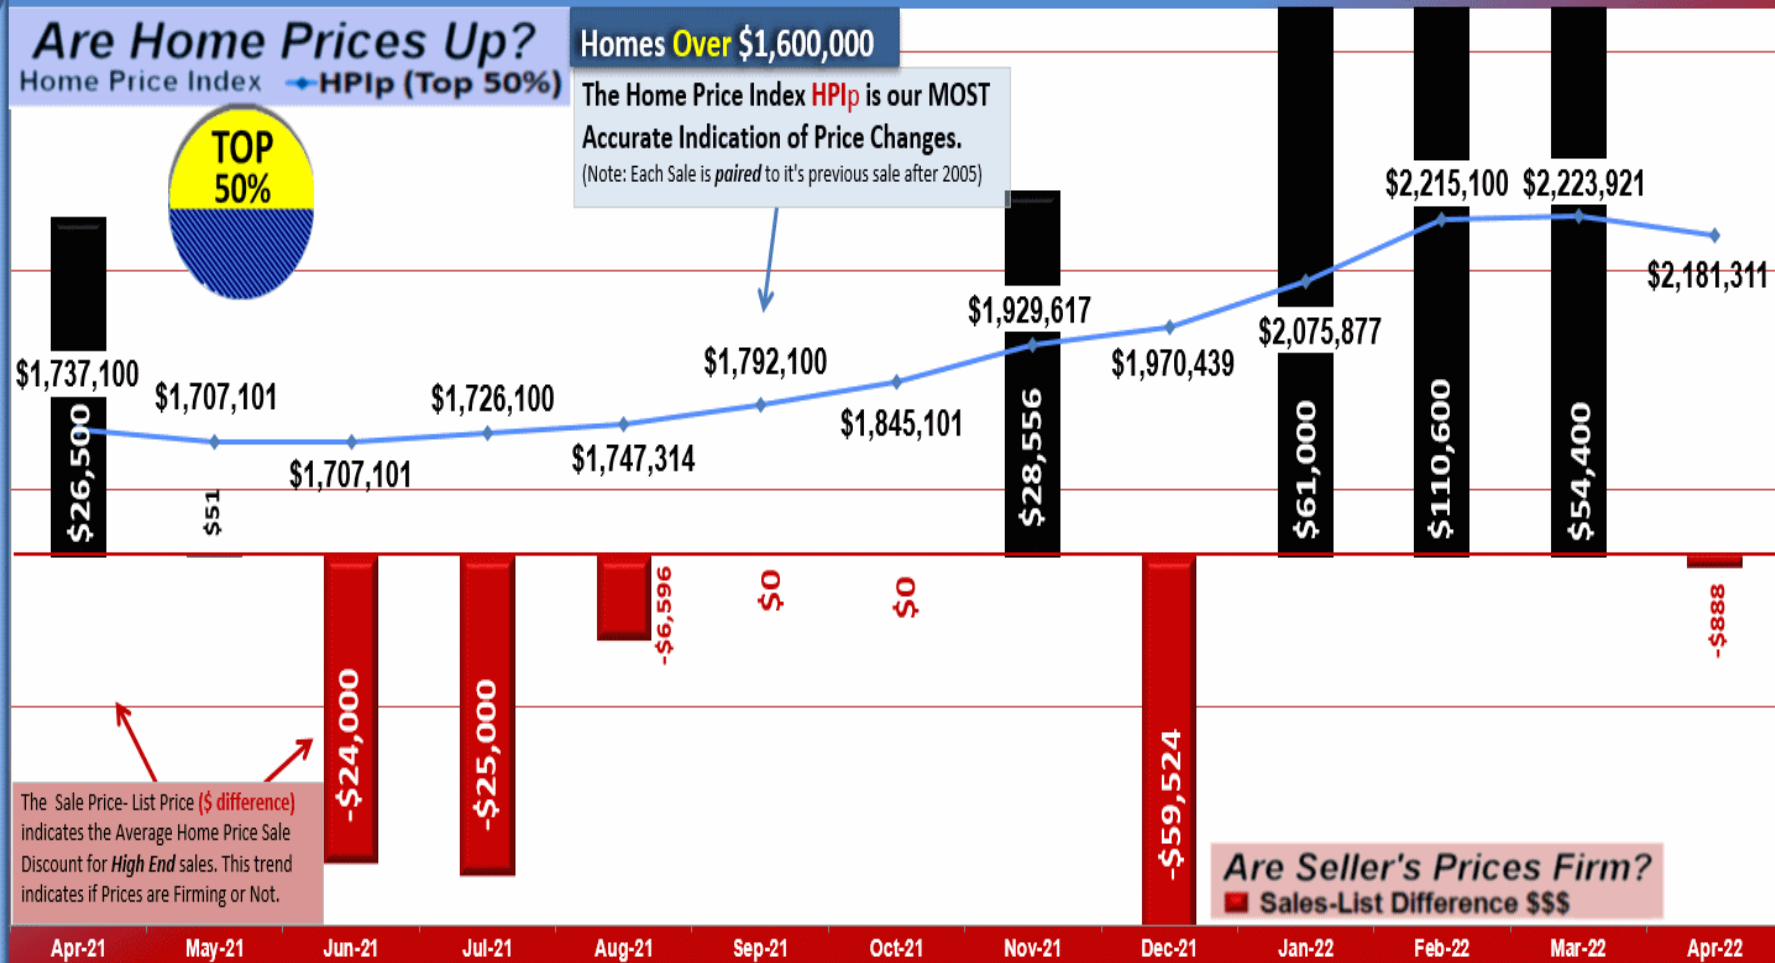 Are Home Prices Up?
Home Price Index HPIp (Top 50%)
Homes Over $1,600,000
The Home Price Index HPIp is our MOST
Accurate Indication of Price Changes.
(Note: Each Sale is paired to it's previous sale after 2005)
TOP
50%
$1,737,100
$1,707,101
$1,707,101
$1,726,100
$1,747,314
$1,792,100
$1,845,101
$1,929,617
$1,970,439
$2,075,877
$2,215,100
$2,223,921
$2,181,311
$26,500
$51
-$24,000
-$25,000
-$6,596
$0
$0
$28,556
-$59,524
$61,000
$110,600
$54,400
-$888
The Sale Price- List Price ($ difference)
indicates the Average Home Price Sale
Discount for High End sales. This trend
indicates if Prices are Firming or Not.
Are Seller's Prices Firm?
Sales-List Difference $$$
Apr-21 May-21 Jun-21 Jul-21 Aug-21 Sep-21 Oct-21 Nov-21 Dec-21 Jan-22 Feb-22 Mar-22 Apr-22